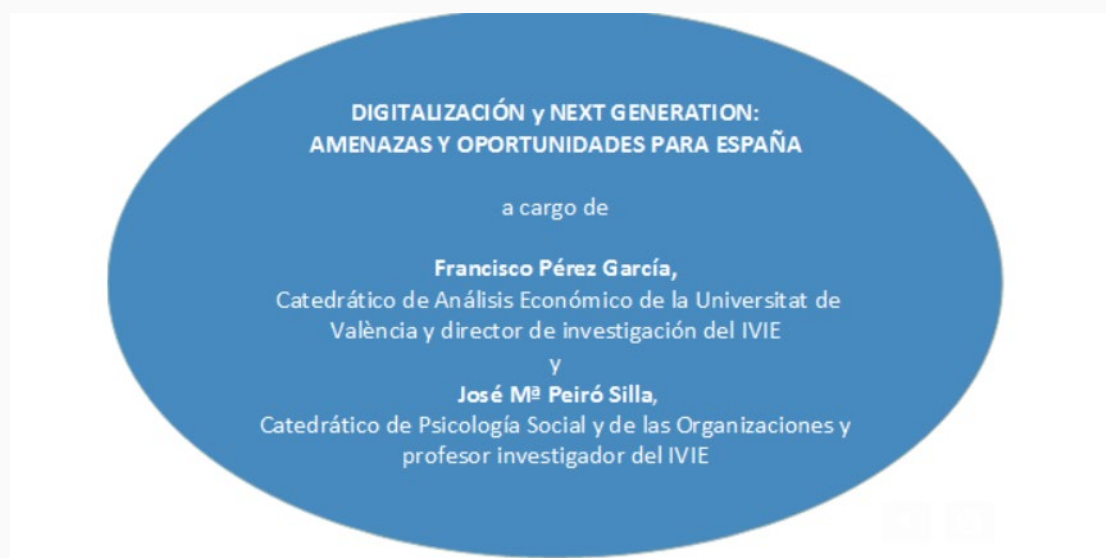 DIGITALIZACIÓN y NEXT GENERATION:
AMENAZAS Y OPORTUNIDADES PARA ESPAÑA
a cargo de
Francisco Pérez García,
Catedrático de Análisis Económico de la Universitat de
València y director de investigación del IVIE
y
José Mª Peiró Silla,
Catedrático de Psicología Social y de las Organizaciones y
profesor investigador del IVIE